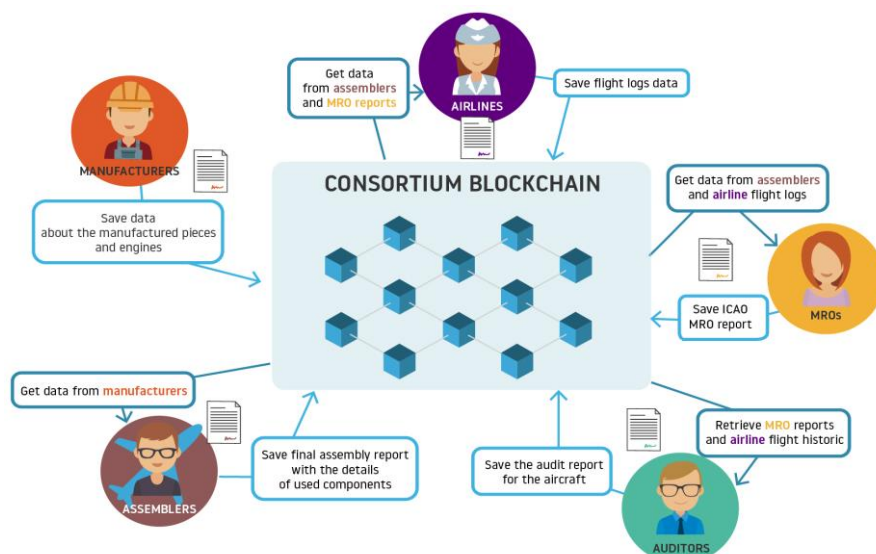 Get data
from assemblers
and MRO reports
AIRLINES
Save flight logs data
MANUFACTURERS
CONSORTIUM BLOCKCHAIN
Get data from assemblers
and airline flight logs
Save data
about the manufactured pieces
and engines
MROs
Save ICAO
MRO report
Get data from manufacturers
ASSEMBLERS
Save final assembly report
with the details
of used components
Save the audit report
for the aircraft
Retrieve MRO reports
and airline flight historic
AUDITORS